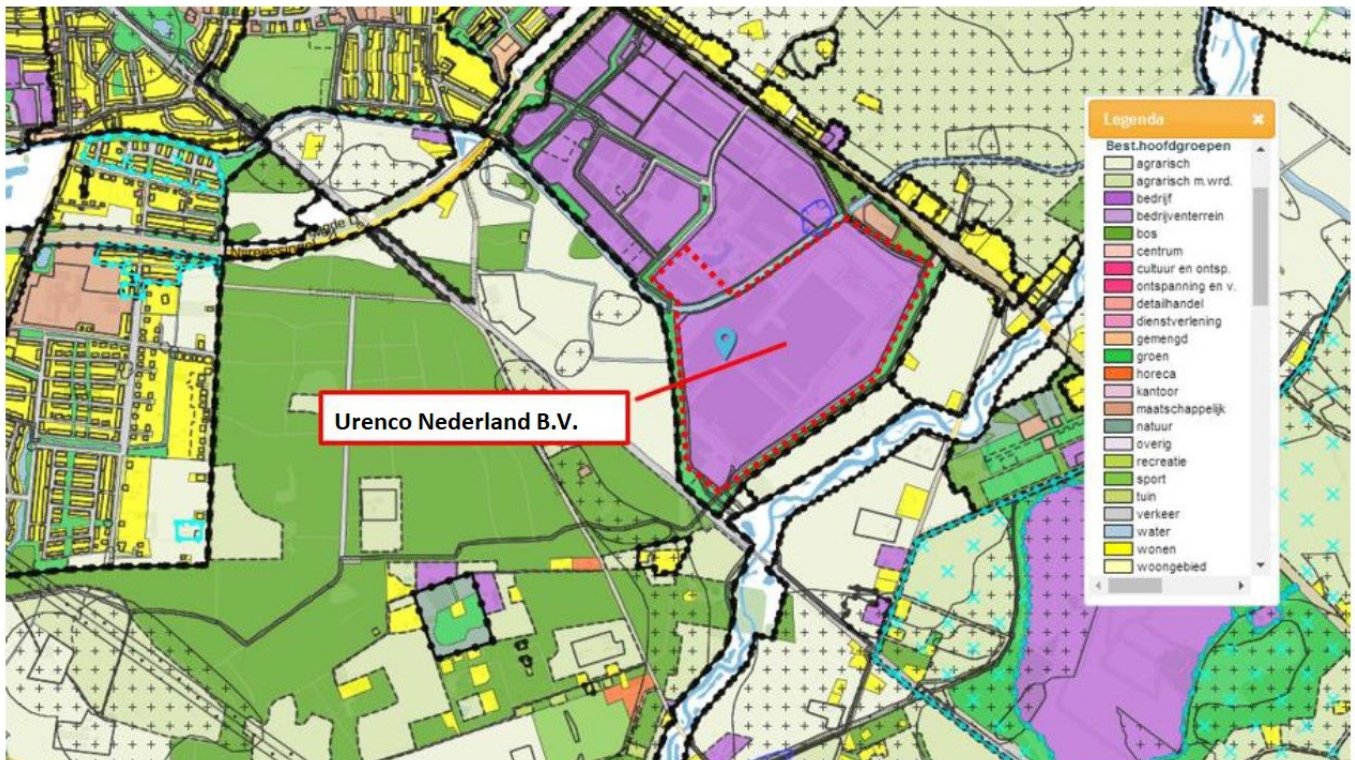 Legenda
Best.hoofdgroepen
agrarisch
agrarisch m.wrd.
bedrijf
bedrijventerrein
bos
centrum
cultuur en ontsp.
ontspanning en v.
detailhandel
dienstverlening
gemengd
groen
horeca
kantoor
maatschappelijk
natuur
overig
recreatie
sport
tuin
verkeer
water
wonen
woongebied
Urenco Nederland B.V.